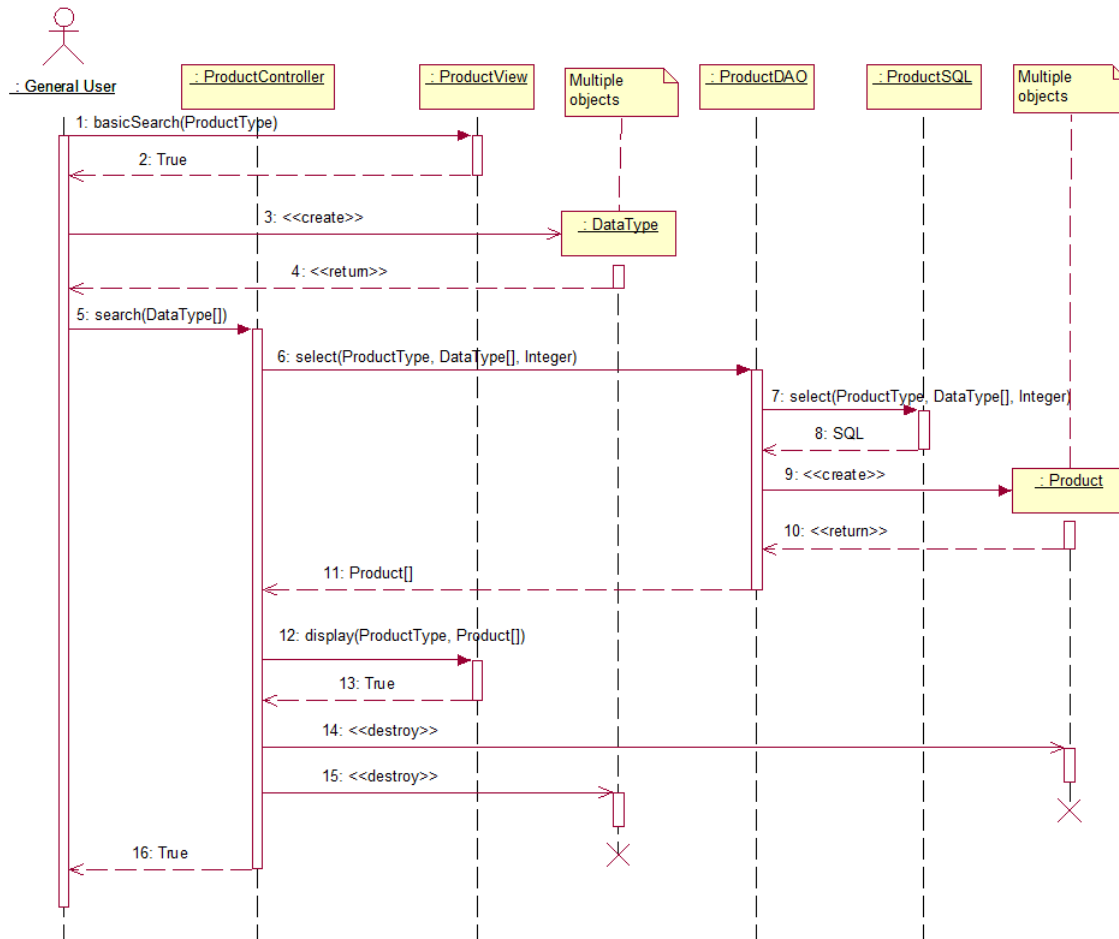 : General User
: ProductController
: ProductView
Multiple
objects
: ProductDAO
: ProductSQL
Multiple
objects
1: basicSearch(ProductType)
2: True
3: <<create>>
: DataType
4: <<return>>
5: search(DataType[])
6: select(ProductType, DataType[], Integer)
7: select(ProductType, DataType[], Integer)
8: SQL
9: <<create>>
: Product
10: <<return>>
11: Product[]
12: display(ProductType, Product[])
13: True
14: <<destroy>>
15: <<destroy>>
16: True